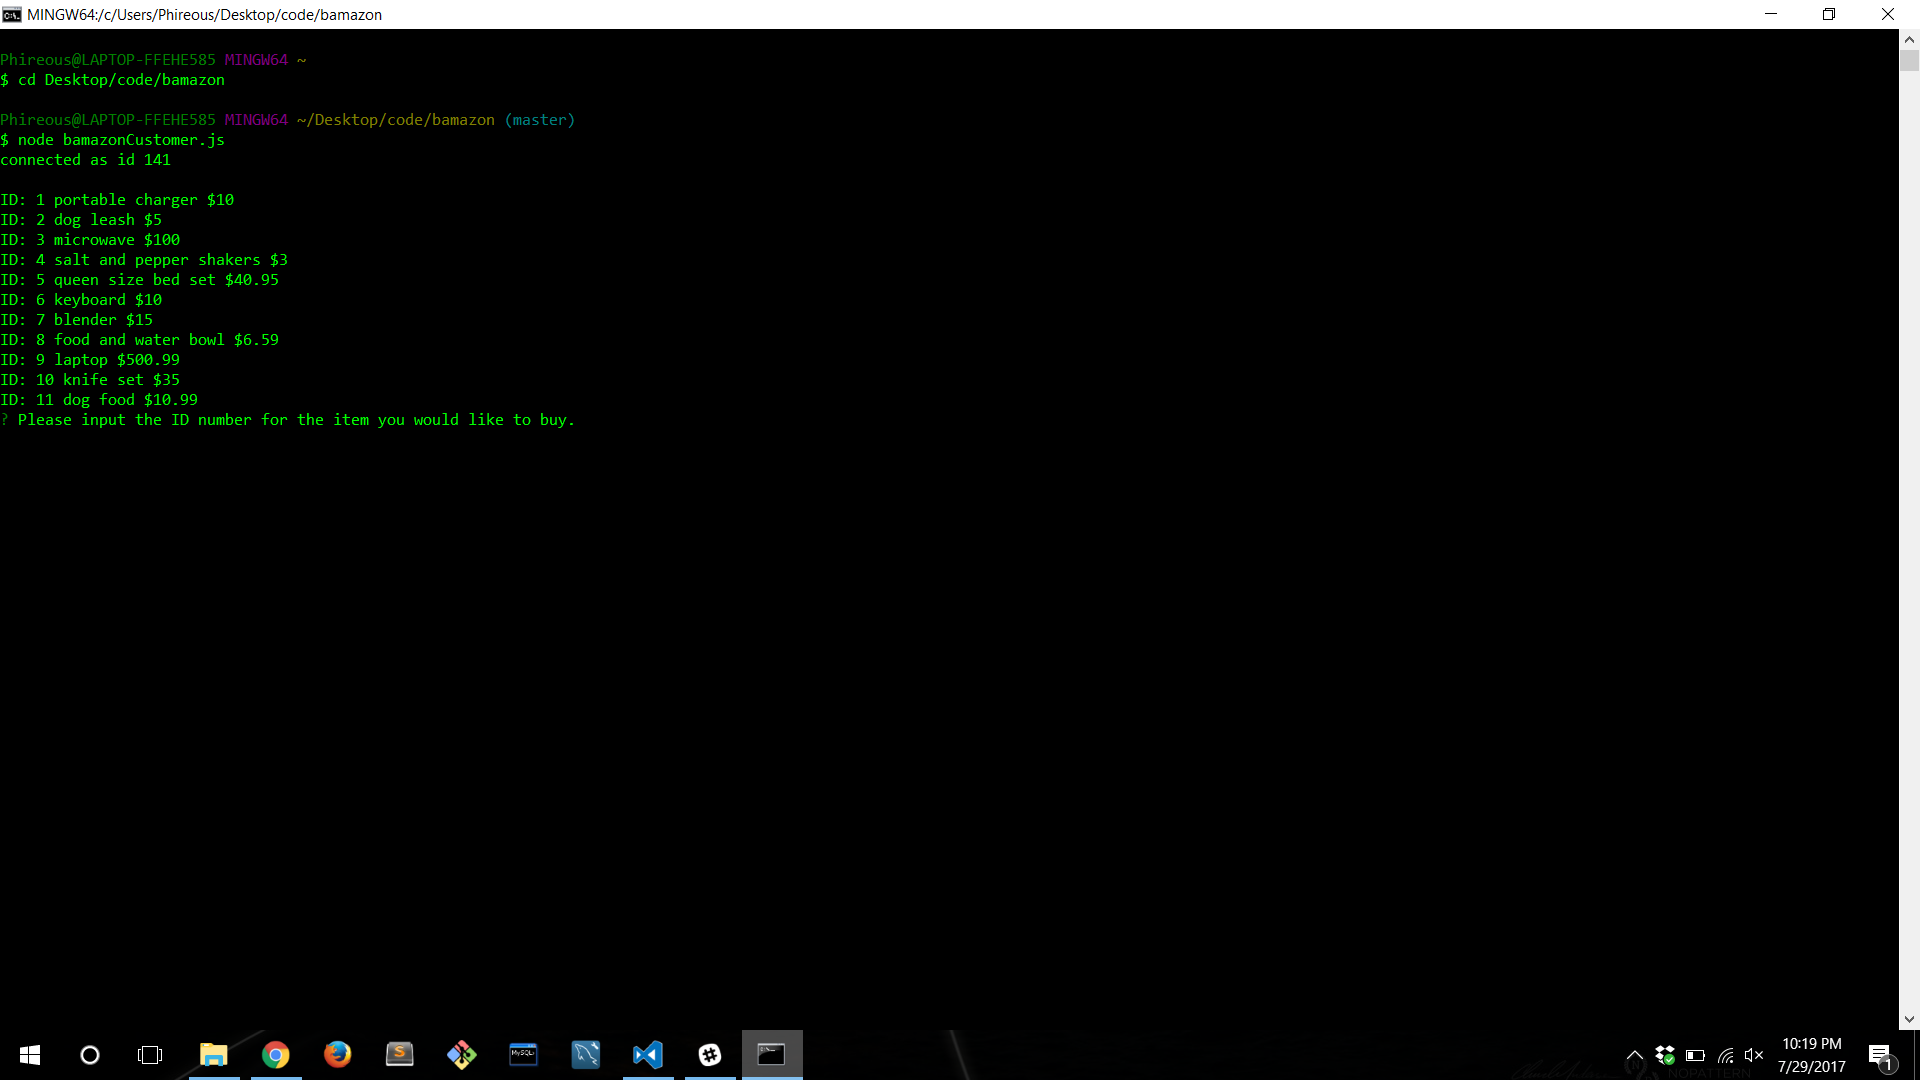 MINGW64:/c/Users/Phireous/Desktop/code/bamazon
Phireous@LAPTOP-FFEHE585 MINGW64 ~
$ cd Desktop/code/bamazon
Phireous@LAPTOP-FFEHE585 MINGW64 ~/Desktop/code/bamazon (master)
$ node bamazonCustomer.js
connected as id 141
ID: 1 portable charger $10
ID: 2 dog leash $5
ID: 3 microwave $100
ID: 4 salt and pepper shakers $3
ID: 5 queen size bed set $40.95
ID: 6 keyboard $10
ID: 7 blender $15
ID: 8 food and water bowl $6.59
ID: 9 laptop $500.99
ID: 10 knife set $35
ID: 11 dog food $10.99
? Please input the ID number for the item you would like to buy.
MySQL
10:19 PM
7/29/2017
1
NOPATTERN